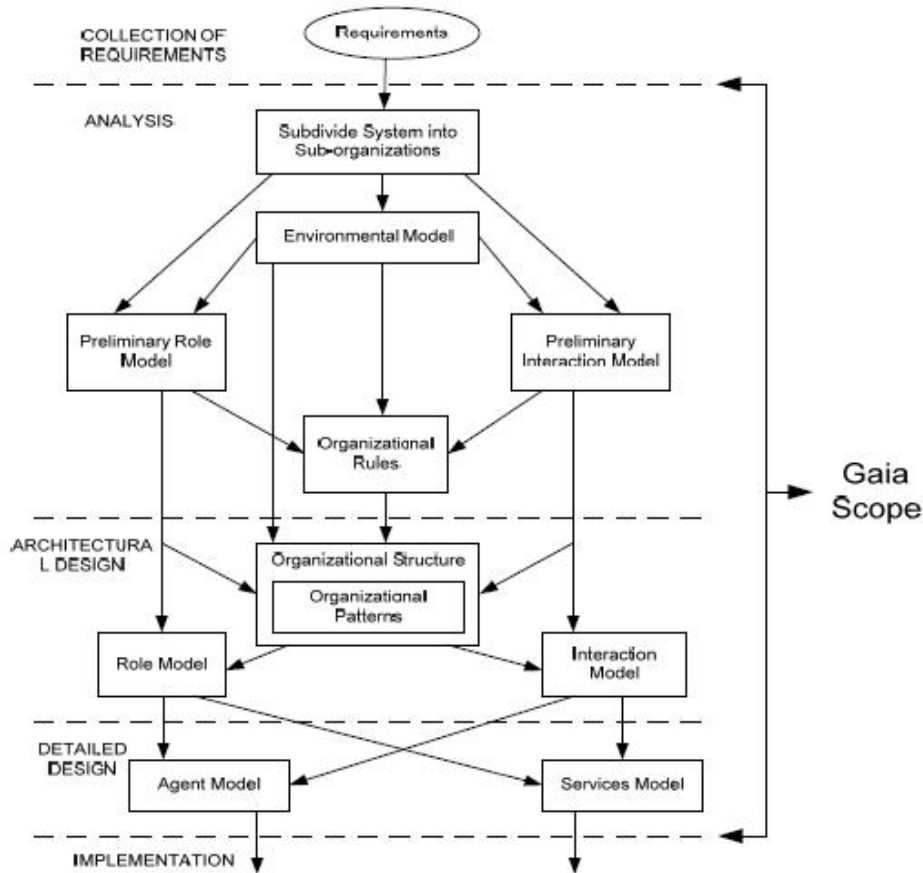 COLLECTION OF
REQUIREMENTS
Requirements
ANALYSIS
Subdivide System into
Sub-organizations
Environmental Model
Preliminary Role
Model
Preliminary
Interaction Model
Organizational
Rules
Gaia
Scope
ARCHITECTURA
L DESIGN
Organizational Structure
Organizational
Patterns
Role Model
Interaction
Model
DETAILED
DESIGN
Agent Model
Services Model
IMPLEMENTATION